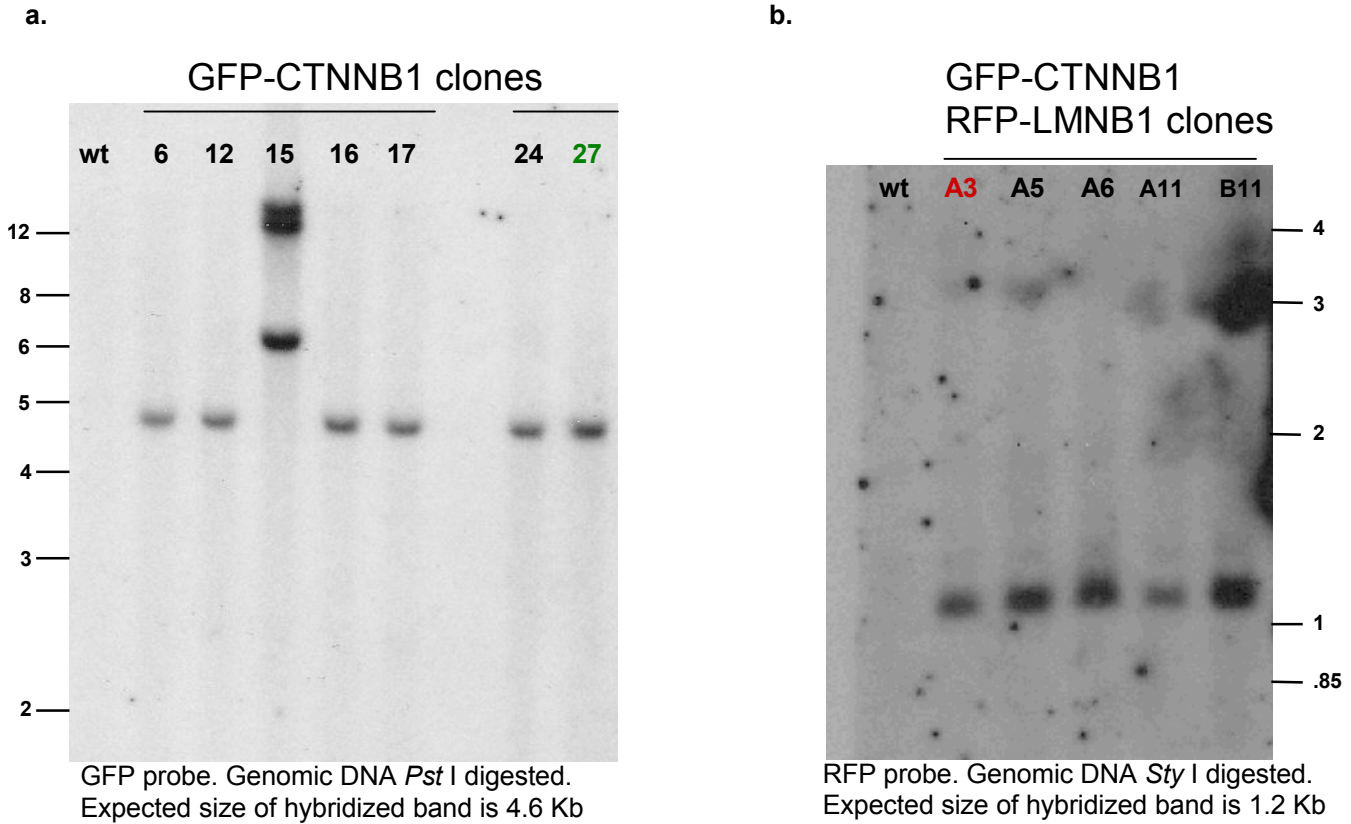 a.
GFP-CTNNB1 clones
wt 6 12 15 16 17 24 27
12
8
6
5
4
3
2
GFP probe. Genomic DNA Pst I digested.
Expected size of hybridized band is 4.6 Kb
b.
GFP-CTNNB1
RFP-LMNB1 clones
wt A3 A5 A6 A11 B11
4
3
2
1
.85
RFP probe. Genomic DNA Sty I digested.
Expected size of hybridized band is 1.2 Kb